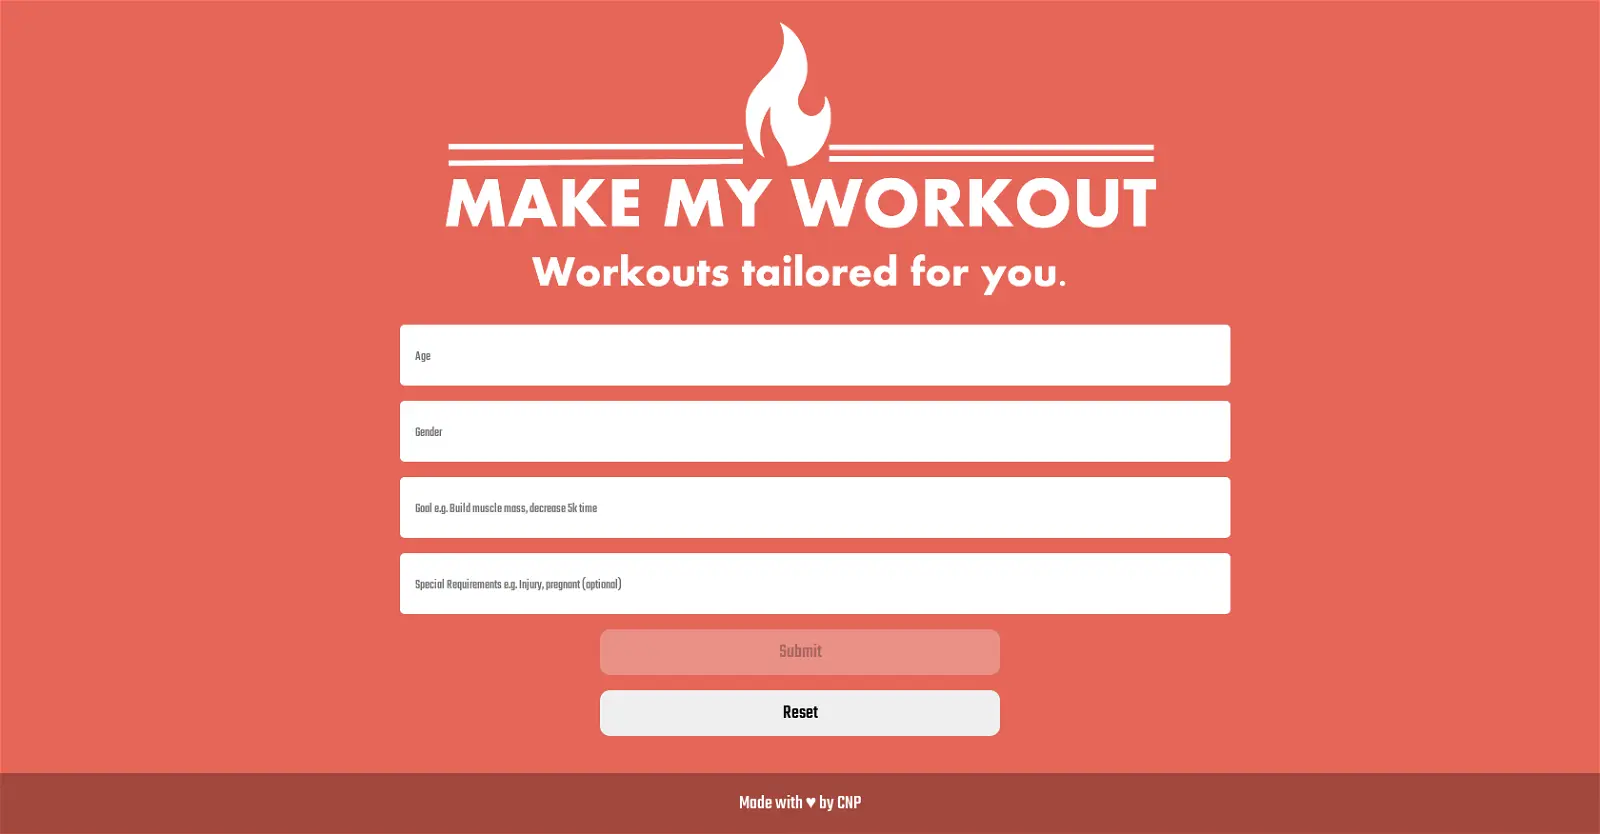 MAKE MY WORKOUT
Workouts tailored for you.
Age
Gender
Goal e.g. Build muscle mass, decrease 5k time
Special Requirements e.g. Injury, pregnant (optional)
Submit
Reset
Made with ♥ by CNP